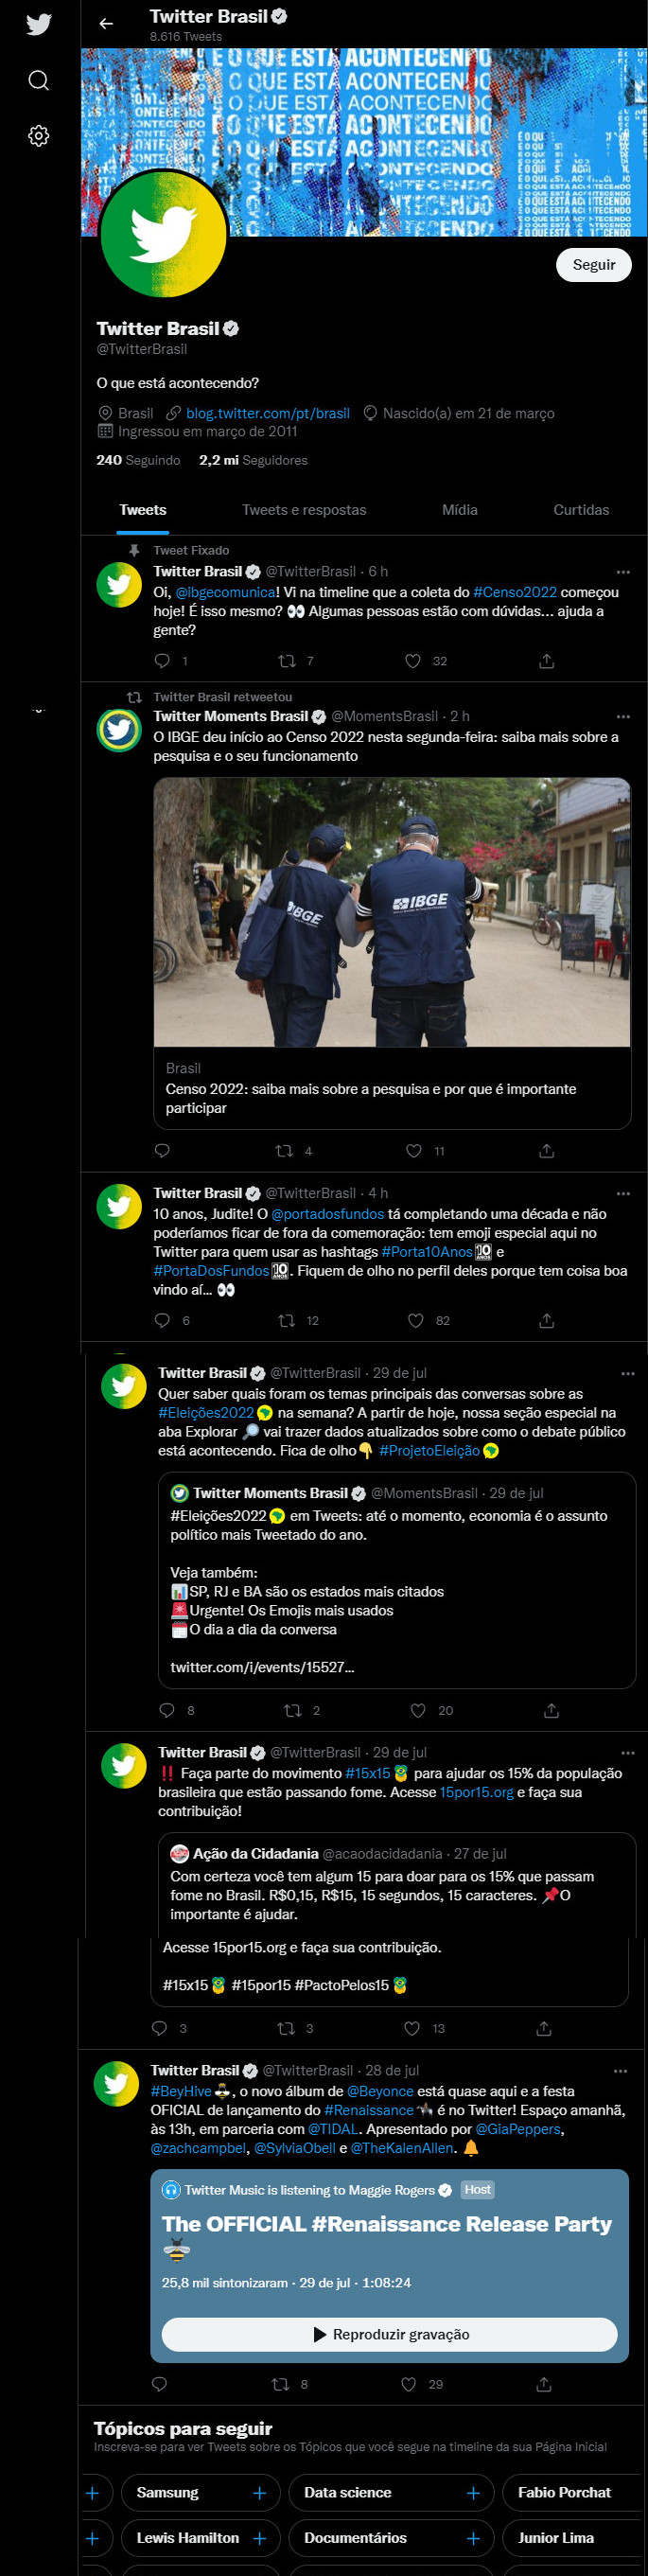 Twitter Brasil
8.616 Tweets
O QUE ESTÁ ACONTECENDO
Seguir
Twitter Brasil
@TwitterBrasil
O que está acontecendo?
Brasil blog.twitter.com/pt/brasil Nascido(a) em 21 de março
Ingressou em março de 2011
240 Seguindo 2,2 mi Seguidores
Tweets Tweets e respostas Mídia Curtidas
Tweet Fixado
Twitter Brasil @TwitterBrasil · 6 h
Oi, @ibgecomunica! Vi na timeline que a coleta do #Censo2022 começou
hoje! É isso mesmo? 👀 Algumas pessoas estão com dúvidas... ajuda a
gente?
1 7 32
Twitter Brasil retweetou
Twitter Moments Brasil @MomentsBrasil · 2 h
O IBGE deu início ao Censo 2022 nesta segunda-feira: saiba mais sobre a
pesquisa e o seu funcionamento
IBGE
IBGE
Brasil
Censo 2022: saiba mais sobre a pesquisa e por que é importante
participar
4 11
Twitter Brasil @TwitterBrasil · 4 h
10 anos, Judite! O @portadosfundos tá completando uma década e não
poderíamos ficar de fora da comemoração: tem emoji especial aqui no
Twitter para quem usar as hashtags #Porta10Anos 10 ANOS e
#PortaDosFundos 10 ANOS. Fiquem de olho no perfil deles porque tem coisa boa
vindo aí... 👀
6 12 82
Twitter Brasil @TwitterBrasil · 29 de jul
Quer saber quais foram os temas principais das conversas sobre as
#Eleições2022 na semana? A partir de hoje, nossa seção especial na
aba Explorar 🔎 vai trazer dados atualizados sobre como o debate público
está acontecendo. Fica de olho 👇 #ProjetoEleição
Twitter Moments Brasil @MomentsBrasil · 29 de jul
#Eleições2022 em Tweets: até o momento, economia é o assunto
político mais Tweetado do ano.
Veja também:
📊SP, RJ e BA são os estados mais citados
🚨Urgente! Os Emojis mais usados
🗓️O dia a dia da conversa
twitter.com/i/events/15527...
8 2 20
Twitter Brasil @TwitterBrasil · 29 de jul
‼️ Faça parte do movimento #15x15 para ajudar os 15% da população
brasileira que estão passando fome. Acesse 15por15.org e faça sua
contribuição!
Ação da Cidadania @acaodacidadania · 27 de jul
Com certeza você tem algum 15 para doar para os 15% que passam
fome no Brasil. R$0,15, R$15, 15 segundos, 15 caracteres. 📌O
importante é ajudar.
Acesse 15por15.org e faça sua contribuição.
#15x15 #15por15 #PactoPelos15
3 3 13
Twitter Brasil @TwitterBrasil · 28 de jul
#BeyHive, o novo álbum de @Beyonce está quase aqui e a festa
OFICIAL de lançamento do #Renaissance é no Twitter! Espaço amanhã,
às 13h, em parceria com @TIDAL. Apresentado por @GiaPeppers,
@zachcampbel, @SylviaObell e @TheKalenAllen. 🔔
Twitter Music is listening to Maggie Rogers Host
The OFFICIAL #Renaissance Release Party
🐝
25,8 mil sintonizaram · 29 de jul · 1:08:24
Reproduzir gravação
8 29
Tópicos para seguir
Inscreva-se para ver Tweets sobre os Tópicos que você segue na timeline da sua Página Inicial
+ Samsung + Data science + Fabio Porchat
+ Lewis Hamilton + Documentários + Junior Lima